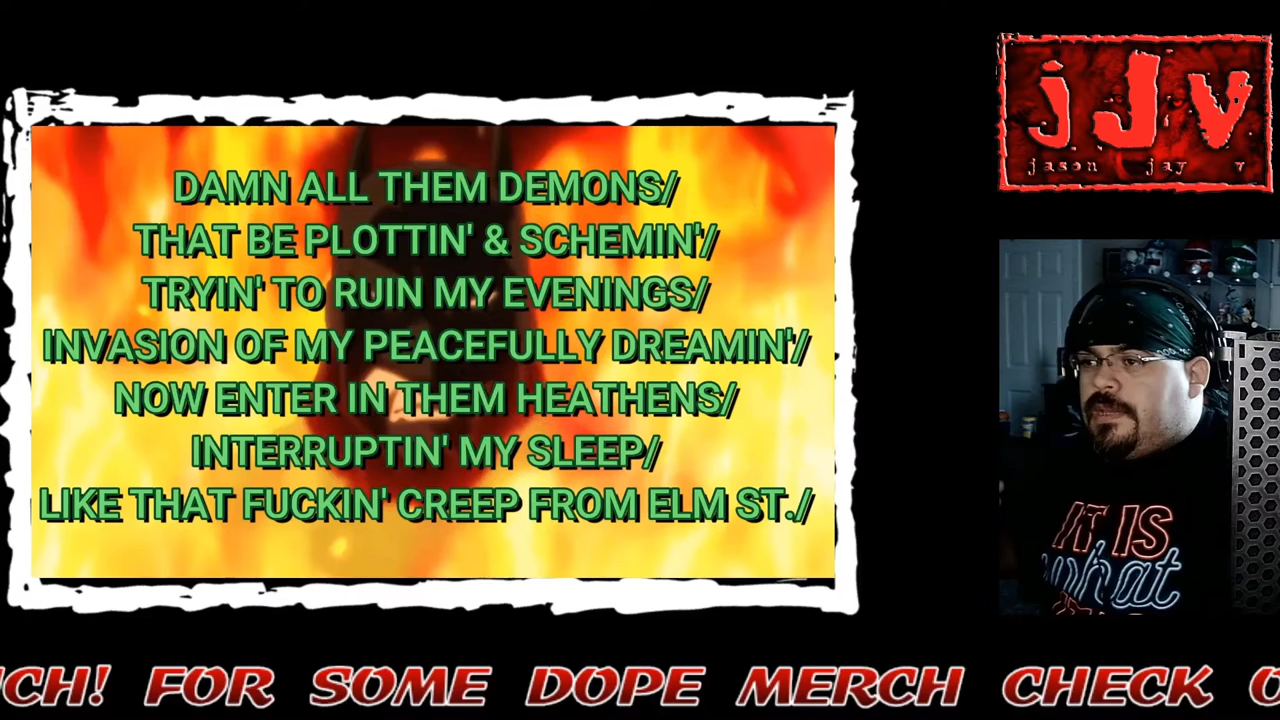 DAMN ALL THEM DEMONS/
THAT BE PLOTTIN' & SCHEMIN'/
TRYIN' TO RUIN MY EVENINGS/
INVASION OF MY PEACEFULLY DREAMIN'/
NOW ENTER IN THEM HEATHENS/
INTERRUPTIN' MY SLEEP/
LIKE THAT FUCKIN' CREEP FROM ELM ST./
jJv
jason jay v
IT IS
what
FOR SOME DOPE MERCH CHECK